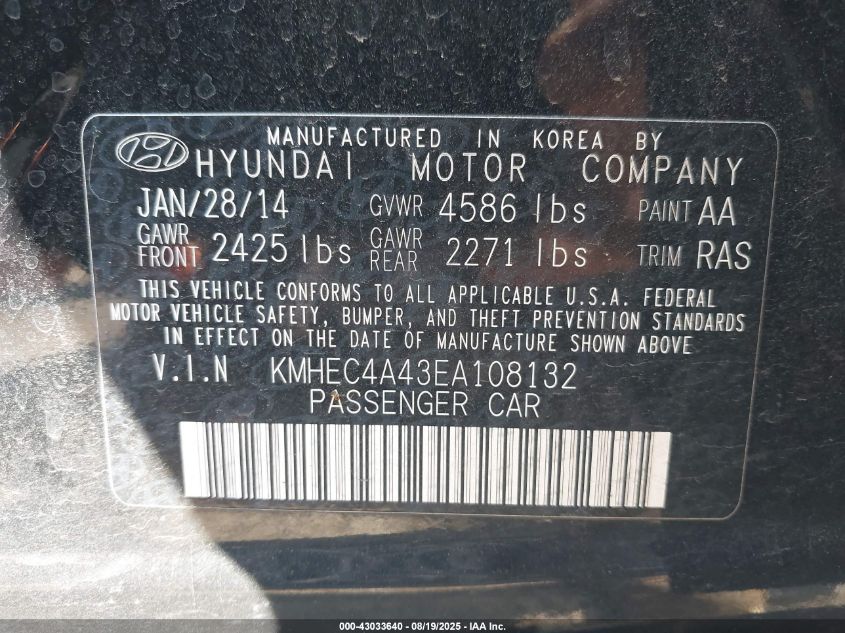 MANUFACTURED IN KOREA BY
HYUNDAI MOTOR COMPANY
JAN/28/14 GVWR 4586 lbs PAINT AA
GAWR FRONT 2425 lbs GAWR REAR 2271 lbs TRIM RAS
THIS VEHICLE CONFORMS TO ALL APPLICABLE U.S.A. FEDERAL
MOTOR VEHICLE SAFETY, BUMPER, AND THEFT PREVENTION STANDARDS
IN EFFECT ON THE DATE OF MANUFACTURE SHOWN ABOVE
V.I.N KMHEC4A43EA108132
PASSENGER CAR
000-43033640 - 08/19/2025 - IAA Inc.